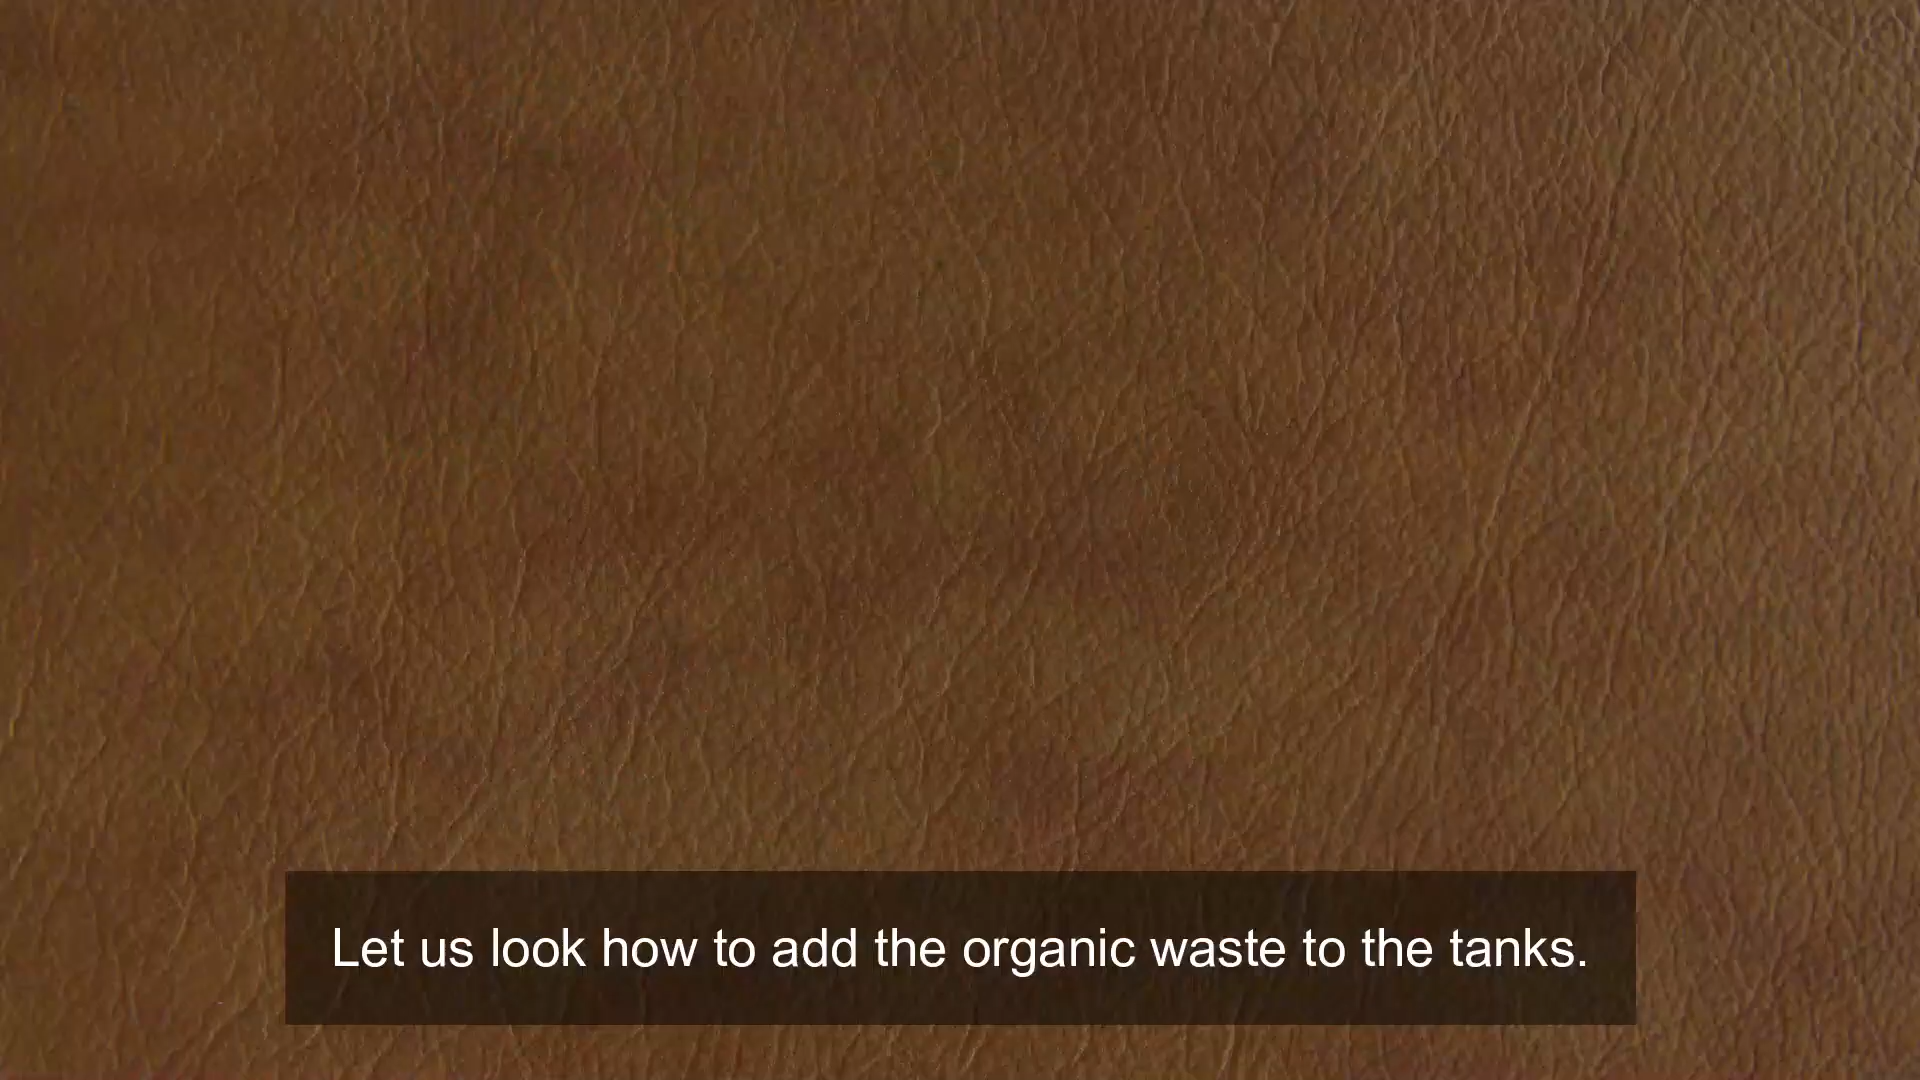 Let us look how to add the organic waste to the tanks.